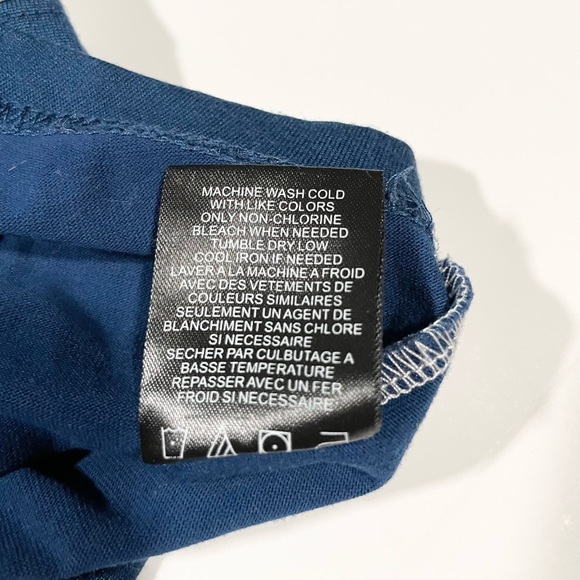 MACHINE WASH COLD
WITH LIKE COLORS
ONLY NON-CHLORINE
BLEACH WHEN NEEDED
TUMBLE DRY LOW
COOL IRON IF NEEDED
LAVER A LA MACHINE A FROID
AVEC DES VETEMENTS DE
COULEURS SIMILAIRES
SEULEMENT UN AGENT DE
BLANCHIMENT SANS CHLORE
SI NECESSAIRE
SECHER PAR CULBUTAGE A
BASSE TEMPERATURE
REPASSER AVEC UN FER
FROID SI NECESSAIRE